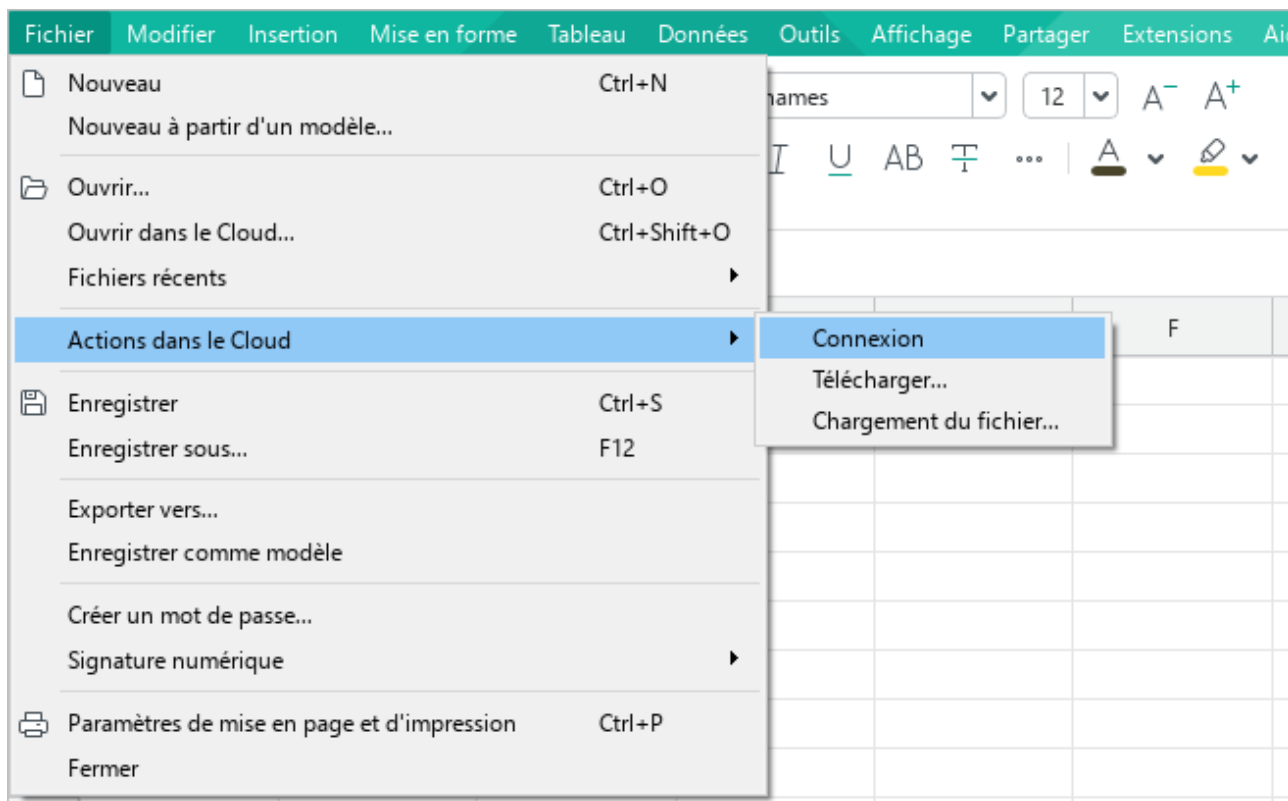 Fichier Modifier Insertion Mise en forme Tableau Données Outils Affichage Partager Extensions
Nouveau Ctrl+N
Nouveau à partir d'un modèle...
12 A⁻ A⁺
AB T ... A
Ouvrir... Ctrl+O
Ouvrir dans le Cloud... Ctrl+Shift+O
Fichiers récents
Actions dans le Cloud
Connexion
Télécharger...
Chargement du fichier...
F
Enregistrer Ctrl+S
Enregistrer sous... F12
Exporter vers...
Enregistrer comme modèle
Créer un mot de passe...
Signature numérique
Paramètres de mise en page et d'impression Ctrl+P
Fermer